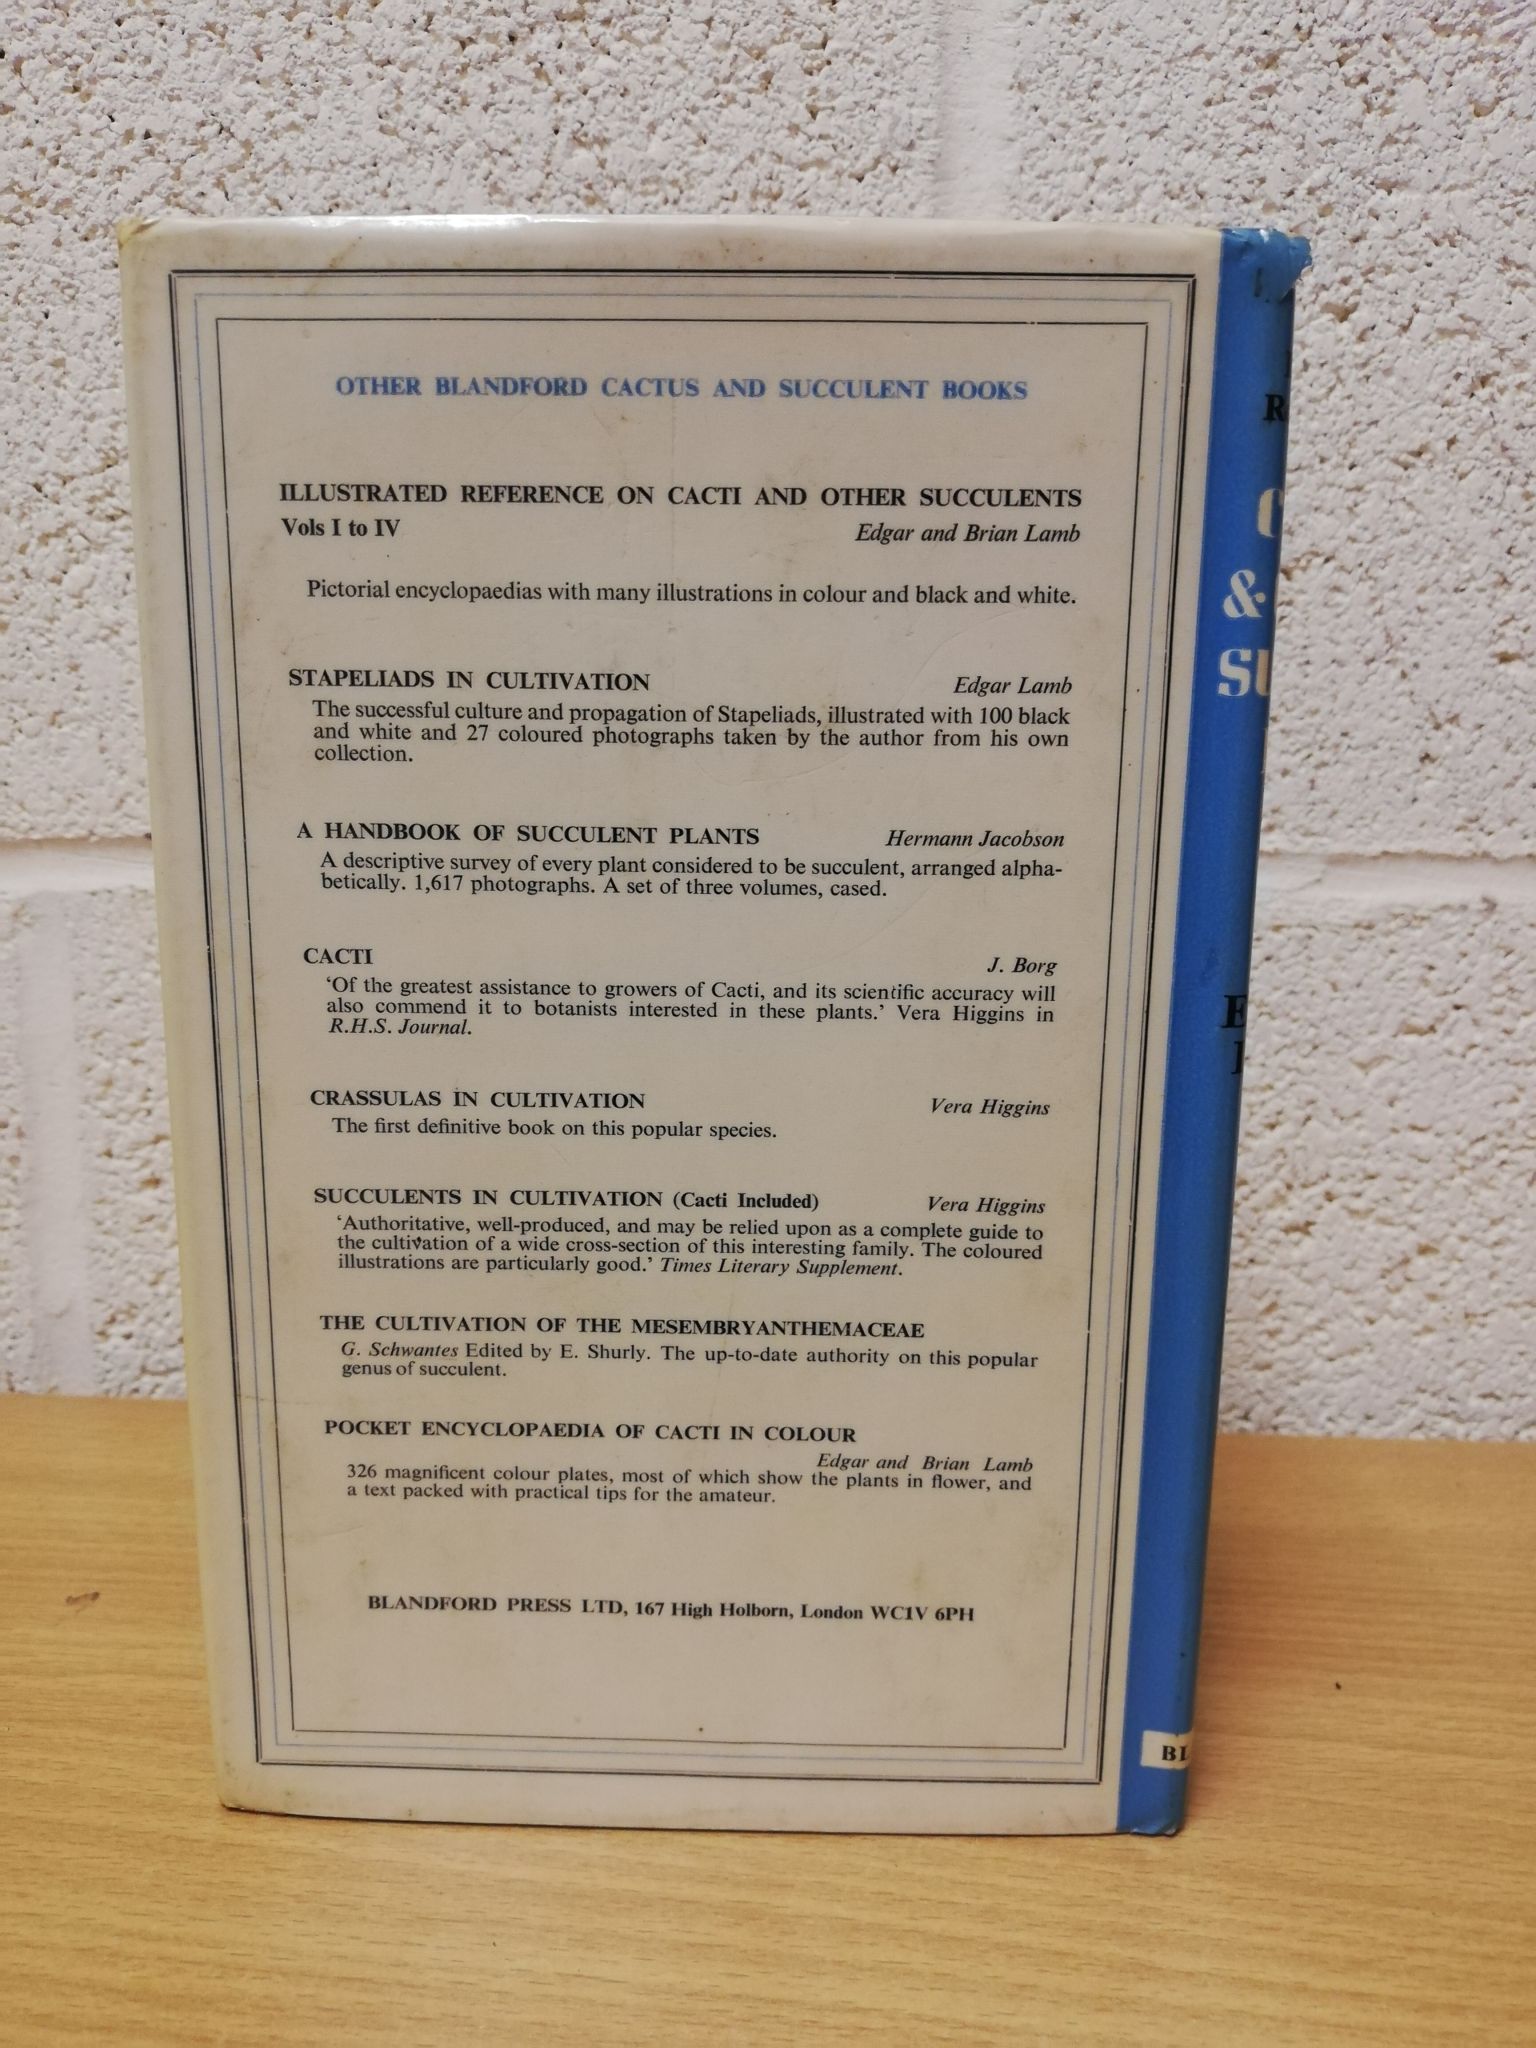 OTHER BLANDFORD CACTUS AND SUCCULENT BOOKS
ILLUSTRATED REFERENCE ON CACTI AND OTHER SUCCULENTS
Vols I to IV Edgar and Brian Lamb
Pictorial encyclopaedias with many illustrations in colour and black and white.
STAPELIADS IN CULTIVATION Edgar Lamb
The successful culture and propagation of Stapeliads, illustrated with 100 black
and white and 27 coloured photographs taken by the author from his own
collection.
A HANDBOOK OF SUCCULENT PLANTS Hermann Jacobson
A descriptive survey of every plant considered to be succulent, arranged alpha-
betically. 1,617 photographs. A set of three volumes, cased.
CACTI J. Borg
‘Of the greatest assistance to growers of Cacti, and its scientific accuracy will
also commend it to botanists interested in these plants.’ Vera Higgins in
R.H.S. Journal.
CRASSULAS IN CULTIVATION Vera Higgins
The first definitive book on this popular species.
SUCCULENTS IN CULTIVATION (Cacti Included) Vera Higgins
‘Authoritative, well-produced, and may be relied upon as a complete guide to
the cultivation of a wide cross-section of this interesting family. The coloured
illustrations are particularly good.’ Times Literary Supplement.
THE CULTIVATION OF THE MESEMBRYANTHEMACEAE
G. Schwantes Edited by E. Shurly. The up-to-date authority on this popular
genus of succulent.
POCKET ENCYCLOPAEDIA OF CACTI IN COLOUR
Edgar and Brian Lamb
326 magnificent colour plates, most of which show the plants in flower, and
a text packed with practical tips for the amateur.
BLANDFORD PRESS LTD, 167 High Holborn, London WC1V 6PH
R
&
SU
E
BL